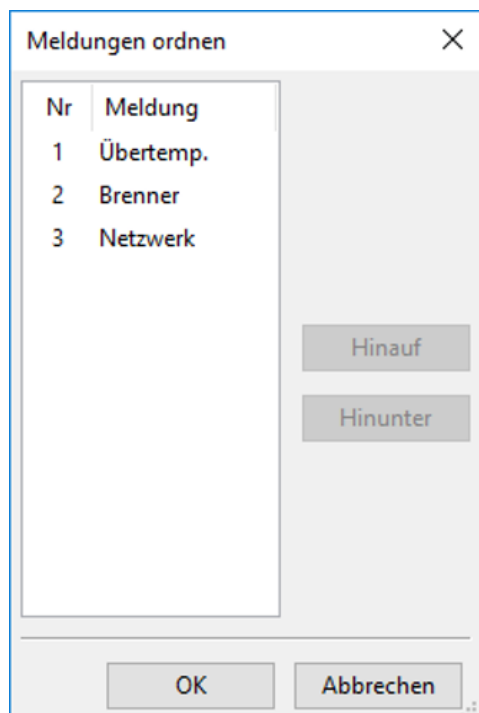 Meldungen ordnen
Nr Meldung
1 Übertemp.
2 Brenner
3 Netzwerk
Hinauf
Hinunter
OK Abbrechen